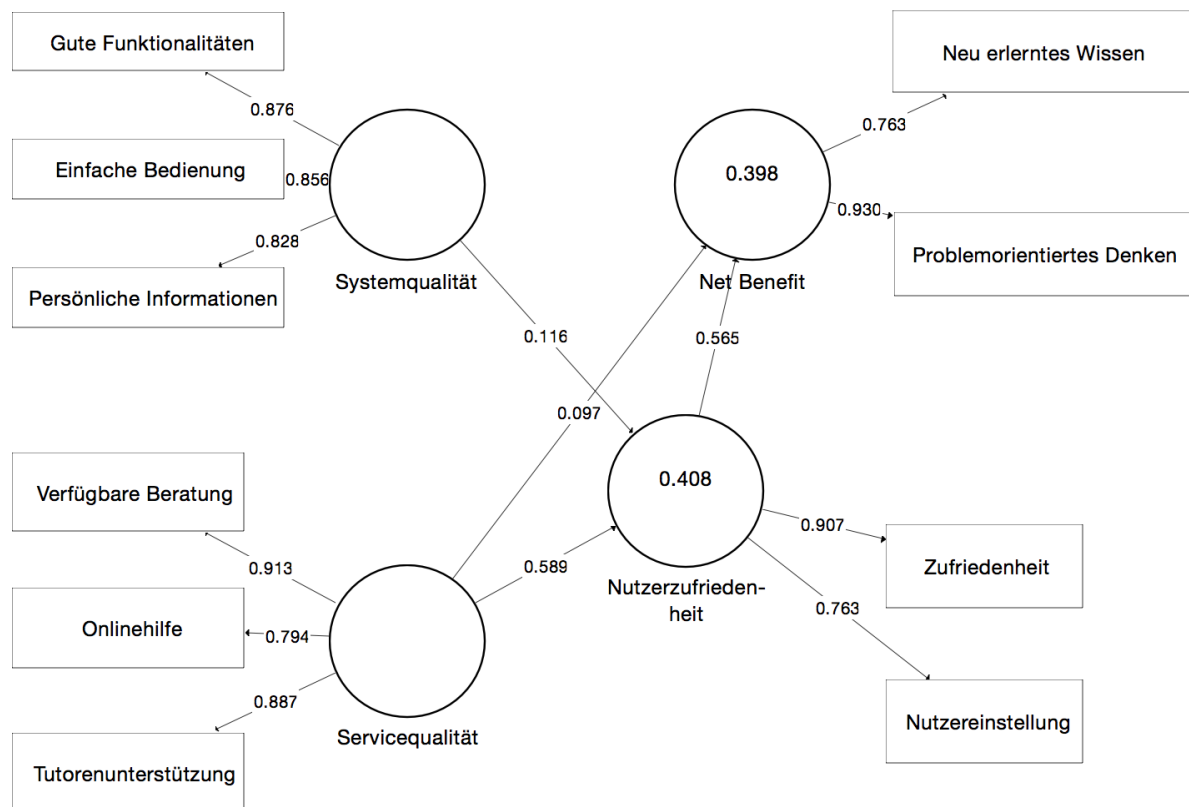 Gute Funktionalitäten
0.876
Einfache Bedienung
0.856
0.828
Persönliche Informationen
Systemqualität
Neu erlerntes Wissen
0.763
0.398
0.930
Problemorientiertes Denken
Net Benefit
0.116
0.565
0.097
Verfügbare Beratung
0.913
Onlinehilfe
0.794
0.887
Tutorenunterstützung
Servicequalität
0.589
0.408
Nutzerzufrieden-
heit
0.907
Zufriedenheit
0.763
Nutzereinstellung